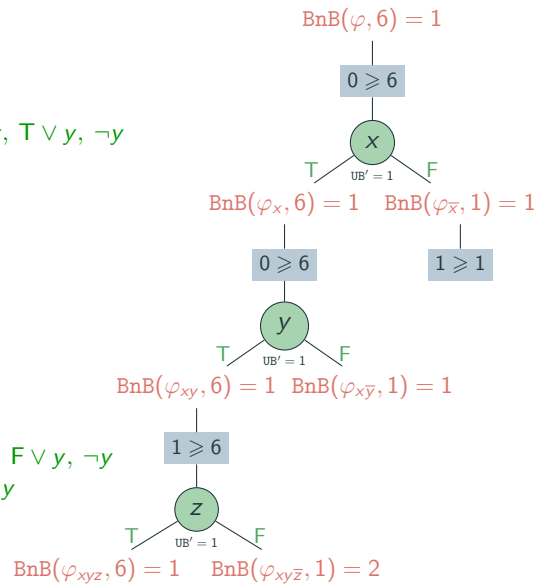 BnB(φ, 6) = 1
0 ⩾ 6
, T ∨ y, ¬y
x
T UB′ = 1 F
BnB(φₓ, 6) = 1 BnB(φ_x̅, 1) = 1
0 ⩾ 6 1 ⩾ 1
y
T UB′ = 1 F
BnB(φ_xy, 6) = 1 BnB(φ_xy̅, 1) = 1
F ∨ y, ¬y
1 ⩾ 6
y
z
T UB′ = 1 F
BnB(φ_xyz, 6) = 1 BnB(φ_xyz̅, 1) = 2